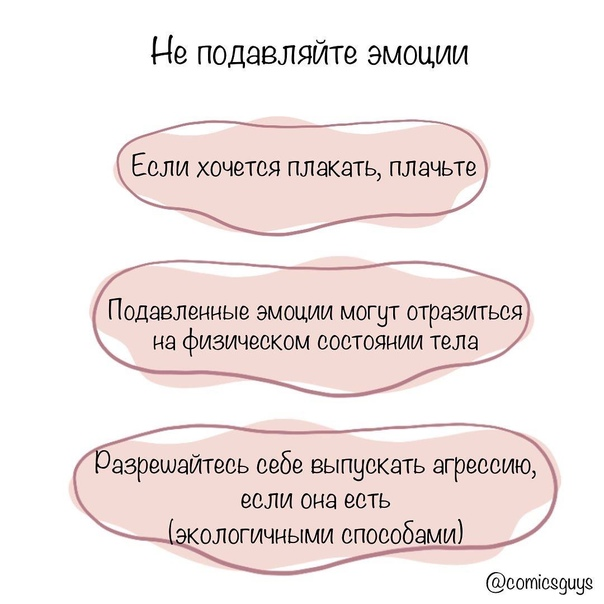 Не подавляйте эмоции
Если хочется плакать, плачьте
Подавленные эмоции могут отразиться
на физическом состоянии тела
Разрешайтесь себе выпускать агрессию,
если она есть
(экологичными способами)
@comicsguys